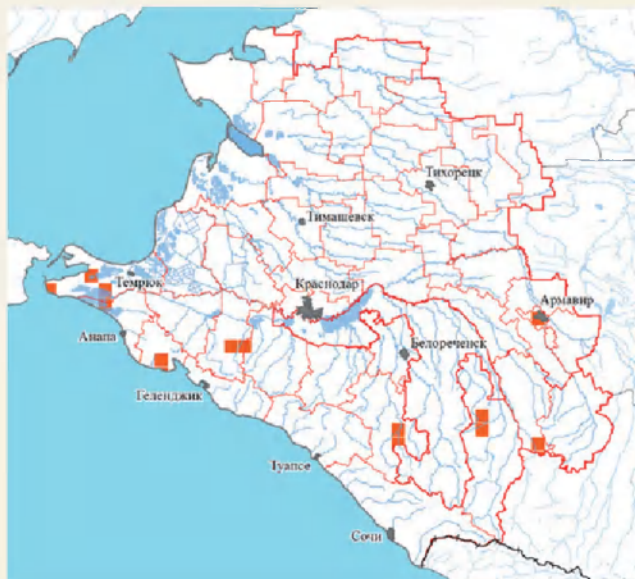 Тихорецк
Тимашевск
Темрюк
Краснодар
Армавир
Анапа
Белореченск
Геленджик
Туапсе
Сочи